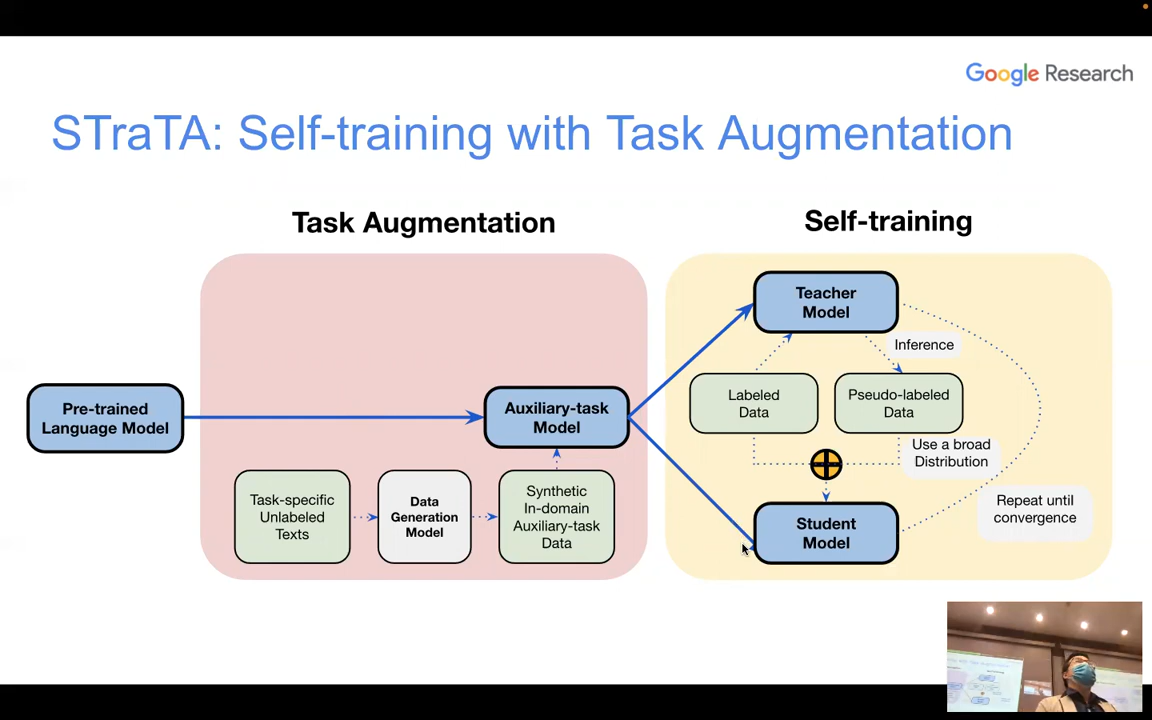 Google Research
STraTA: Self-training with Task Augmentation
Task Augmentation
Self-training
Pre-trained
Language Model
Auxiliary-task
Model
Task-specific
Unlabeled
Texts
Data
Generation
Model
Synthetic
In-domain
Auxiliary-task
Data
Teacher
Model
Inference
Labeled
Data
Pseudo-labeled
Data
Use a broad
Distribution
Repeat until
convergence
Student
Model